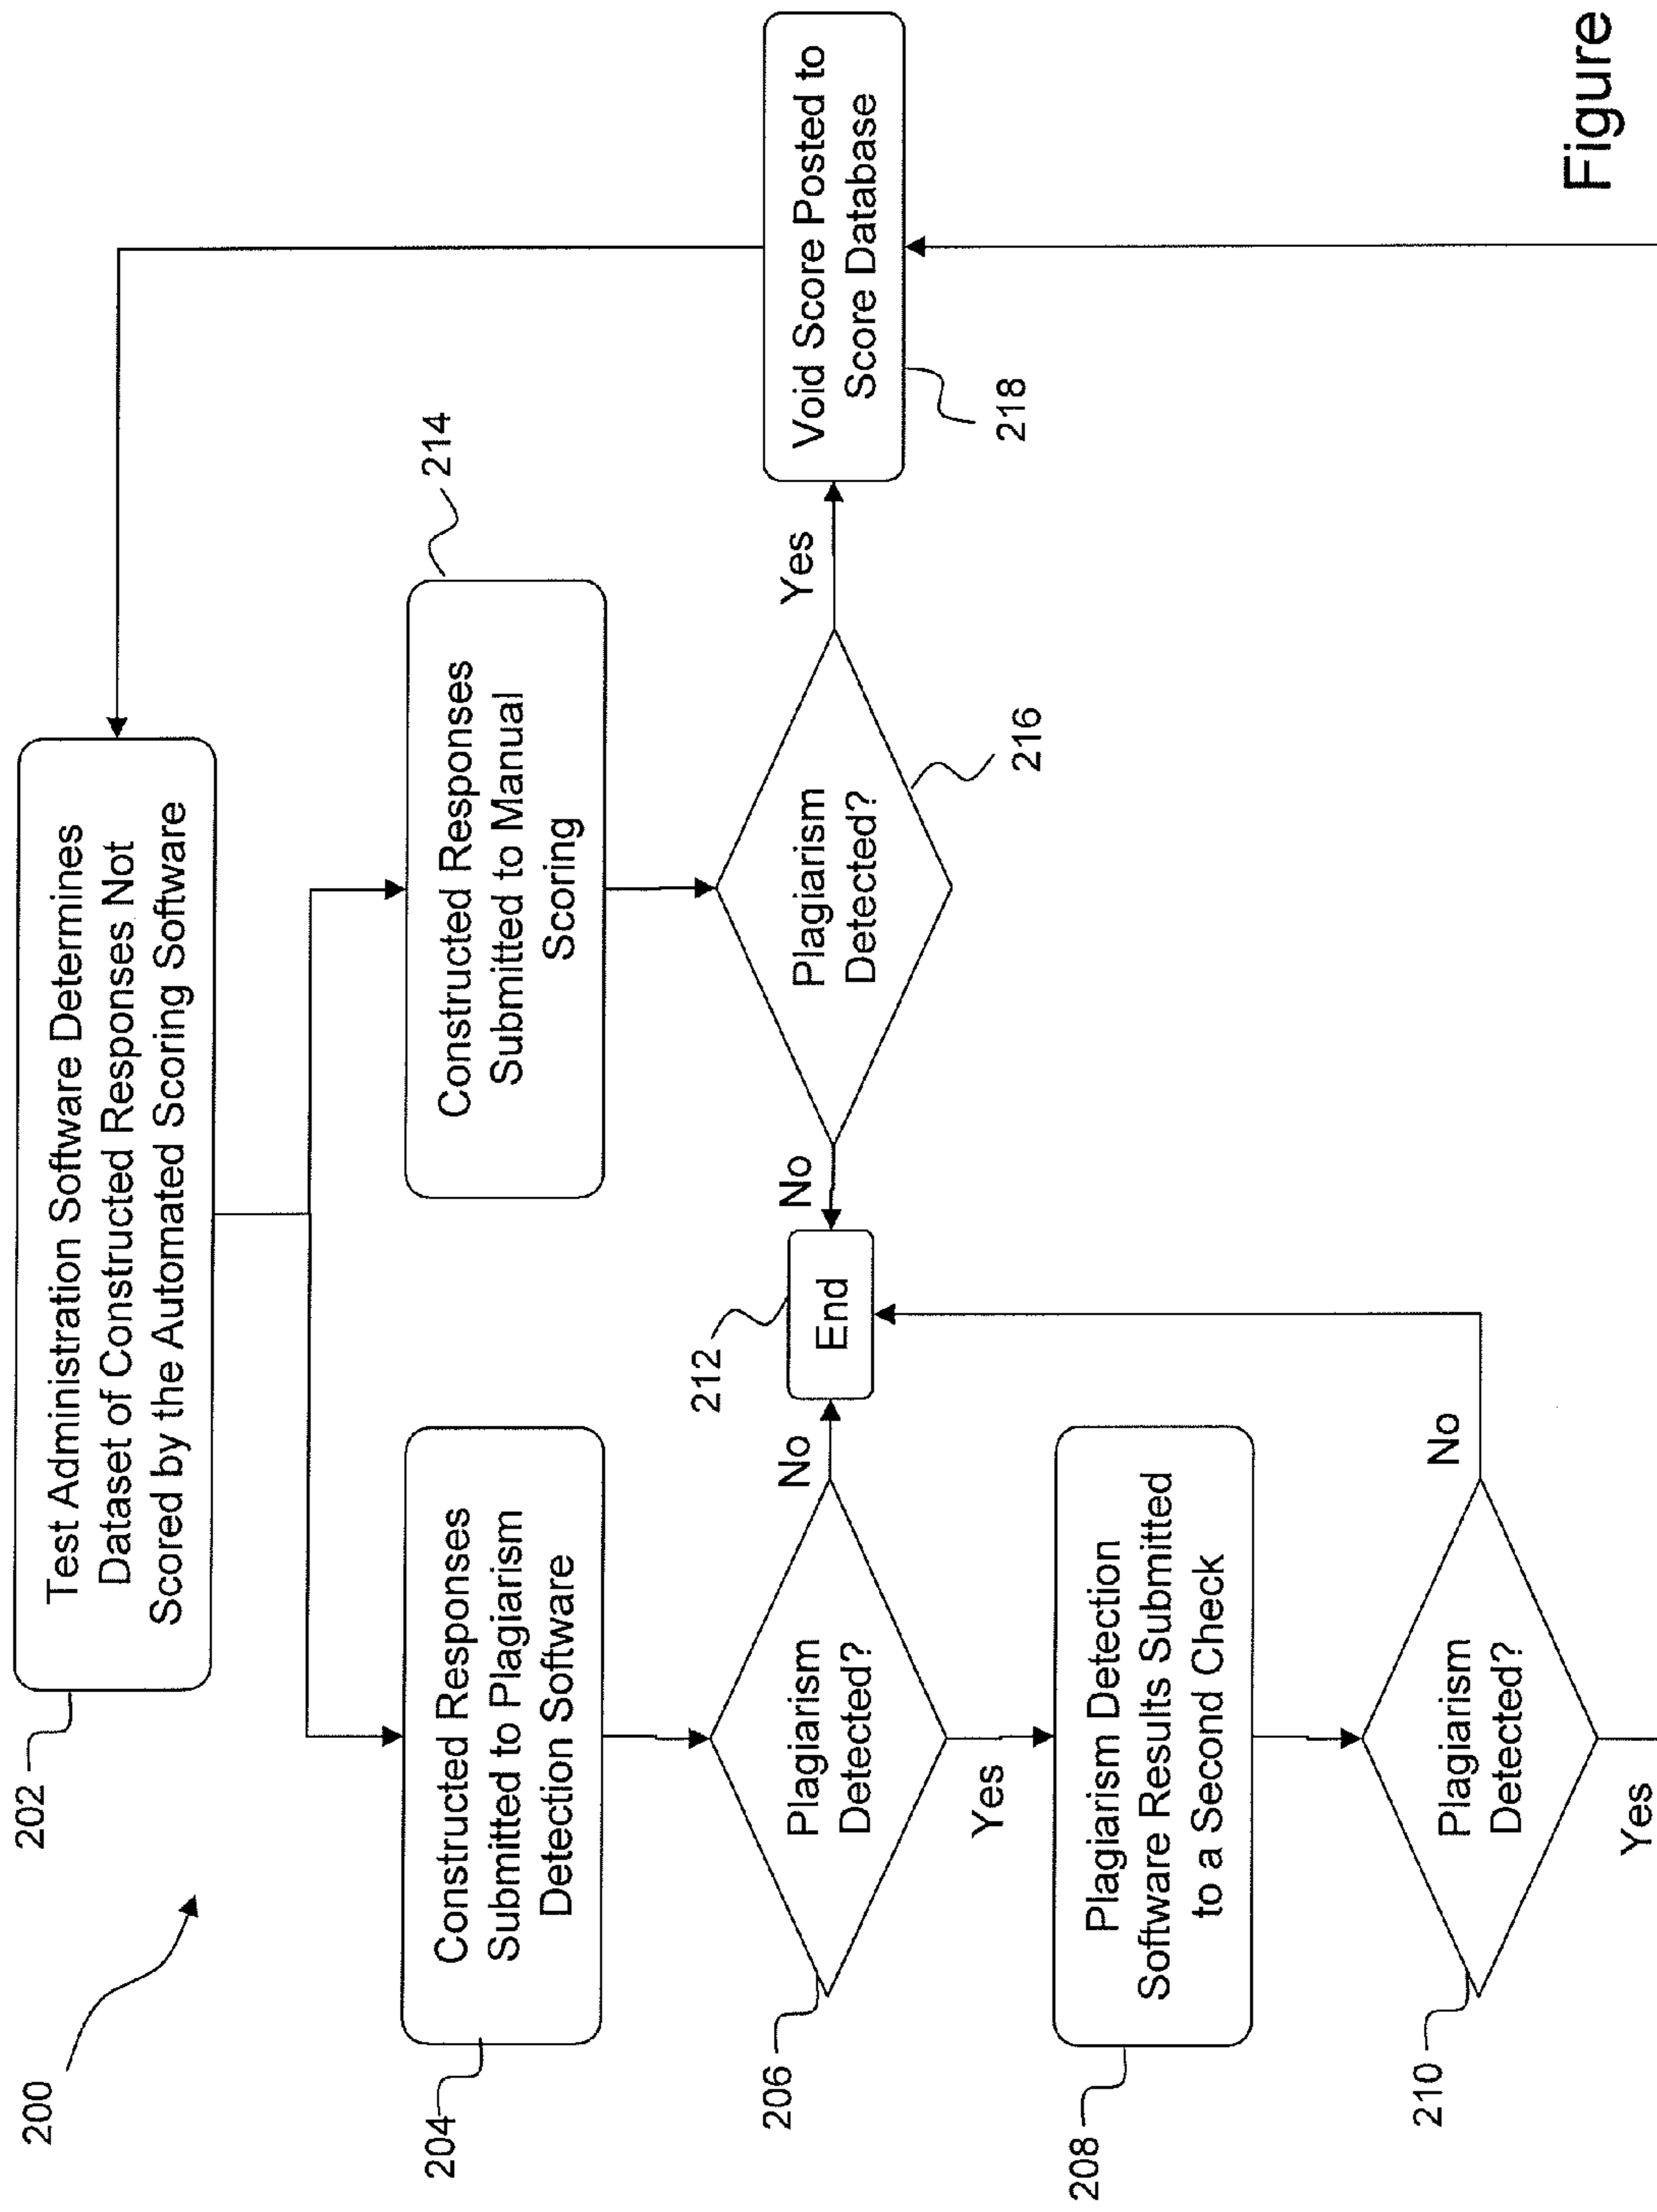 200
202
Test Administration Software Determines
Dataset of Constructed Responses Not
Scored by the Automated Scoring Software
204
Constructed Responses
Submitted to Plagiarism
Detection Software
Constructed Responses
Submitted to Manual
Scoring
214
206
Plagiarism
Detected?
No
212
End
No
Plagiarism
Detected?
216
Yes
Void Score Posted to
Score Database
218
Yes
208
Plagiarism Detection
Software Results Submitted
to a Second Check
210
Plagiarism
Detected?
No
Yes
Figure